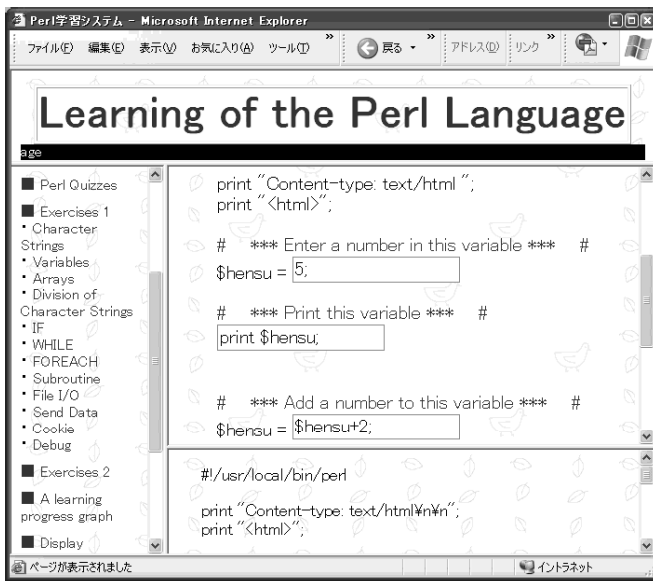 Perl学習システム - Microsoft Internet Explorer
ファイル(F) 編集(E) 表示(V) お気に入り(A) ツール(T) » 戻る » アドレス(D) リンク »
Learning of the Perl Language
age
■ Perl Quizzes
■ Exercises 1
・Character
Strings
・Variables
・Arrays
・Division of
Character Strings
・IF
・WHILE
・FOREACH
・Subroutine
・File I/O
・Send Data
・Cookie
・Debug
■ Exercises 2
■ A learning
progress graph
■ Display
print "Content-type: text/html ";
print "<html>";
# *** Enter a number in this variable *** #
$hensu = 5;
# *** Print this variable *** #
print $hensu;
# *** Add a number to this variable *** #
$hensu = $hensu+2;
#!/usr/local/bin/perl
print "Content-type: text/html¥n¥n";
print "<html>";
ページが表示されました イントラネット